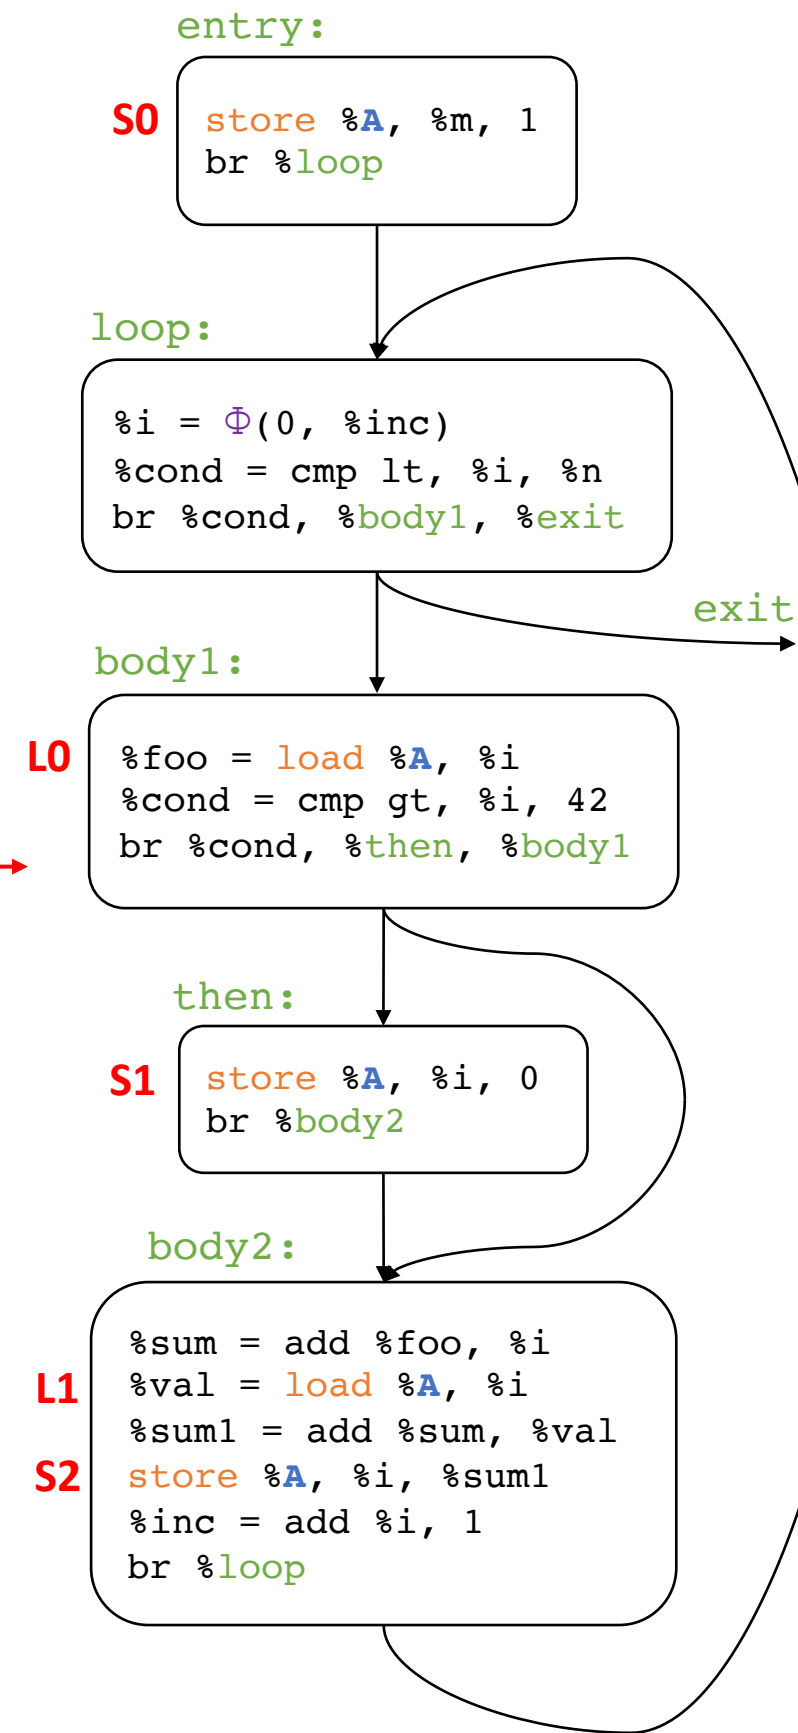 entry:
S0
store %A, %m, 1
br %loop
loop:
%i = Φ(0, %inc)
%cond = cmp lt, %i, %n
br %cond, %body1, %exit
exit
body1:
L0
%foo = load %A, %i
%cond = cmp gt, %i, 42
br %cond, %then, %body1
then:
S1
store %A, %i, 0
br %body2
body2:
%sum = add %foo, %i
L1
%val = load %A, %i
%sum1 = add %sum, %val
S2
store %A, %i, %sum1
%inc = add %i, 1
br %loop